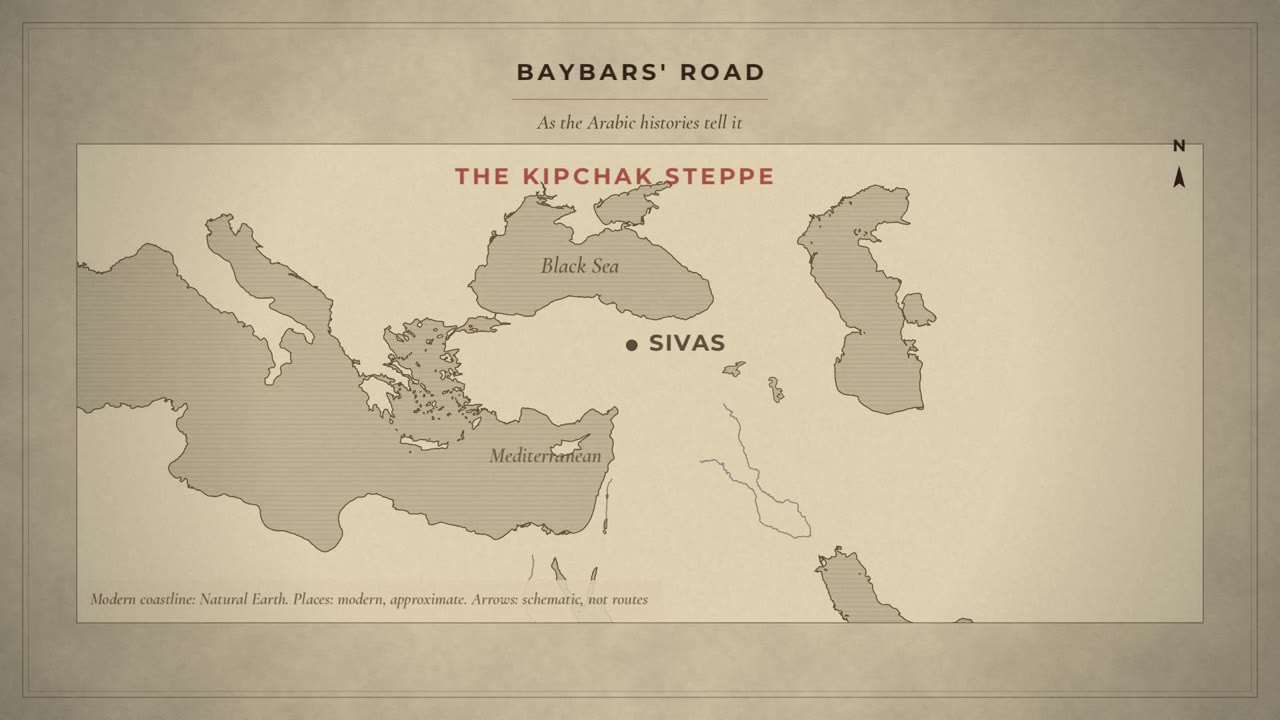 BAYBARS' ROAD
As the Arabic histories tell it
N
THE KIPCHAK STEPPE
Black Sea
SIVAS
Mediterranean
Modern coastline: Natural Earth. Places: modern, approximate. Arrows: schematic, not routes